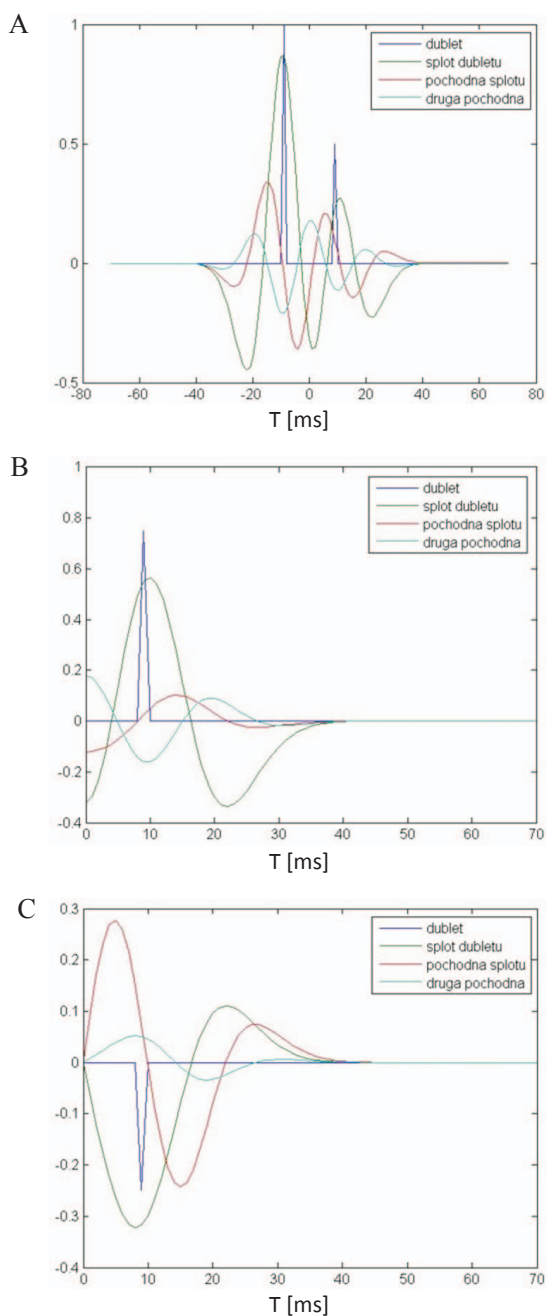 A
1
0.5
0
-0.5
-80 -60 -40 -20 0 20 40 60 80
dublet
splot dubletu
pochodna splotu
druga pochodna
T [ms]
B
1
0.8
0.6
0.4
0.2
0
-0.2
-0.4
0 10 20 30 40 50 60 70
dublet
splot dubletu
pochodna splotu
druga pochodna
T [ms]
C
0.3
0.2
0.1
0
-0.1
-0.2
-0.3
-0.4
0 10 20 30 40 50 60 70
dublet
splot dubletu
pochodna splotu
druga pochodna
T [ms]